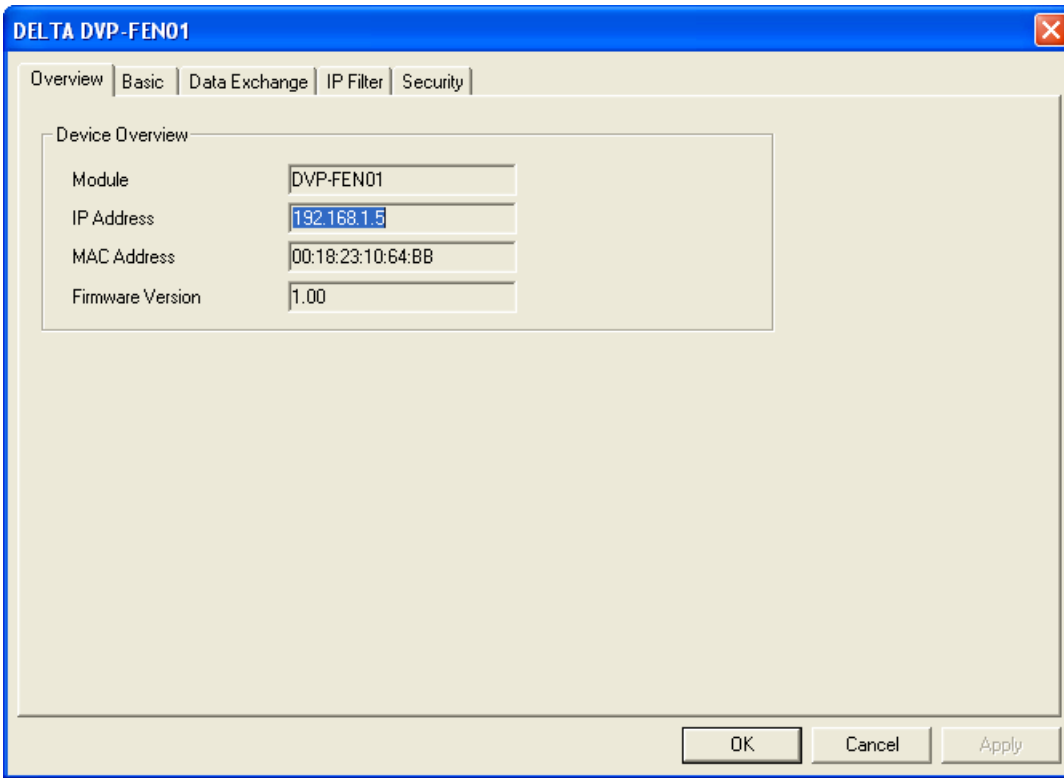 DELTA DVP-FEN01
Overview Basic Data Exchange IP Filter Security
Device Overview
Module DVP-FEN01
IP Address 192.168.1.5
MAC Address 00:18:23:10:64:BB
Firmware Version 1.00
OK Cancel Apply